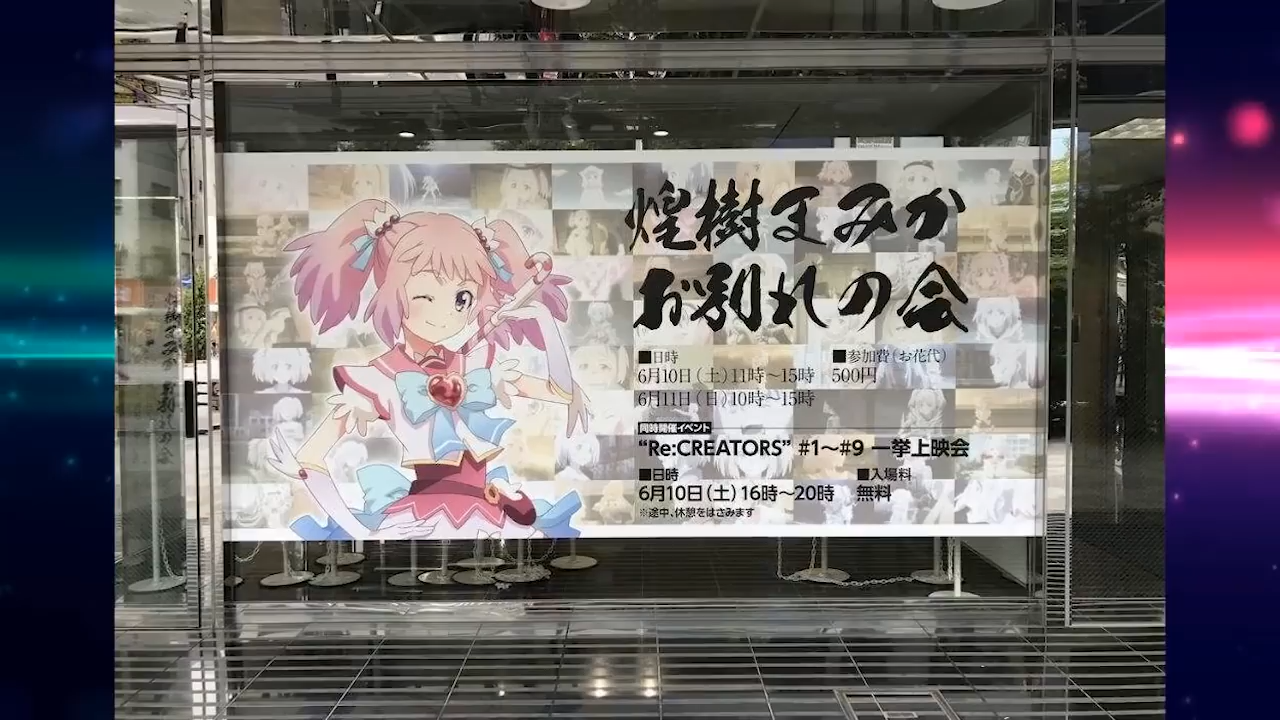 煌樹まみか
お別れの会
■日時
6月10日（土）11時～15時
6月11日（日）10時～15時
■参加費（お花代）
500円
同時開催イベント
“Re:CREATORS” #1～#9 一挙上映会
■日時
6月10日（土）16時～20時
※途中、休憩をはさみます
■入場料
無料